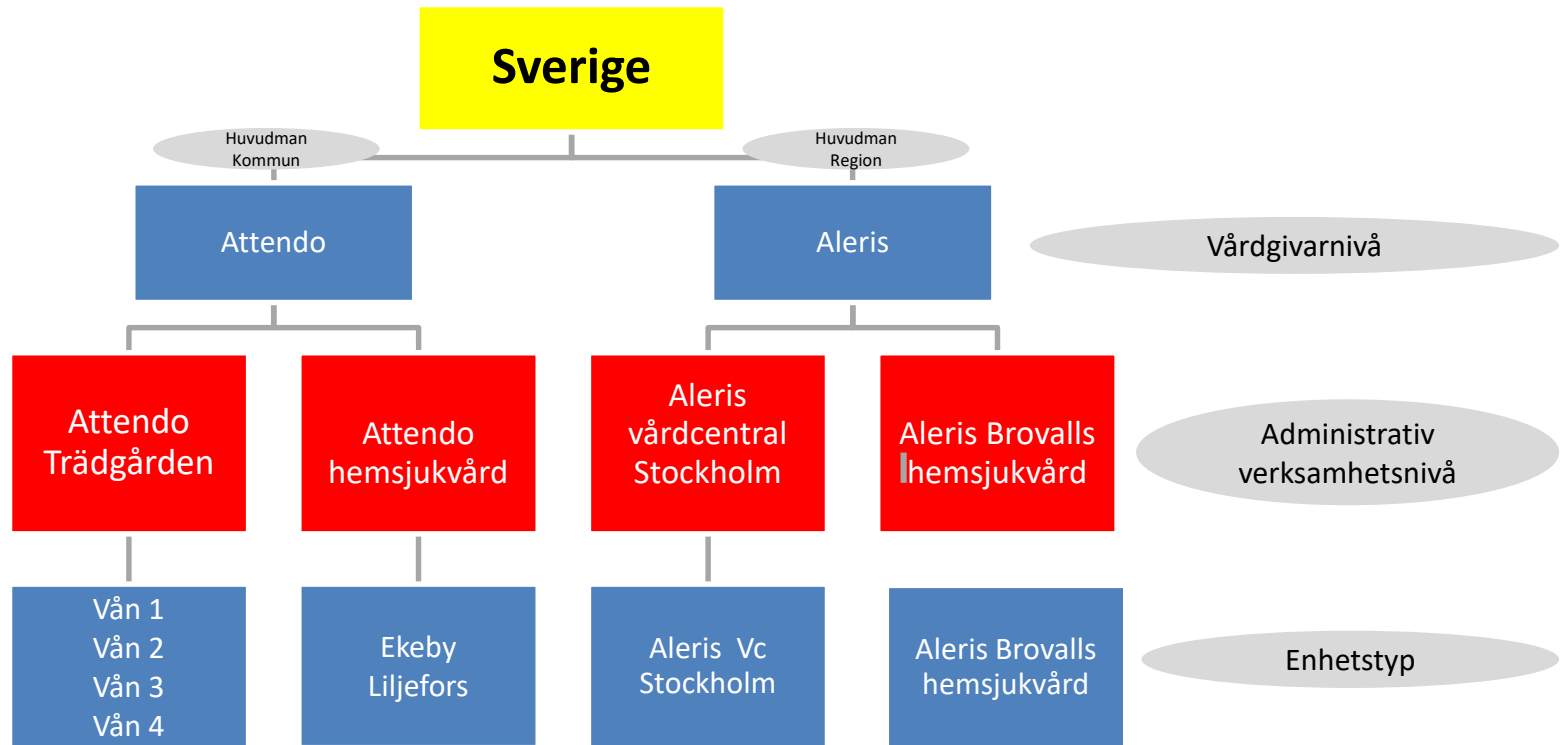 Sverige
Huvudman
Kommun
Huvudman
Region
Attendo
Aleris
Vårdgivarnivå
Attendo
Trädgården
Attendo
hemsjukvård
Aleris
vårdcentral
Stockholm
Aleris Brovalls
hemsjukvård
Administrativ
verksamhetsnivå
Vån 1
Vån 2
Vån 3
Vån 4
Ekeby
Liljefors
Aleris Vc
Stockholm
Aleris Brovalls
hemsjukvård
Enhetstyp